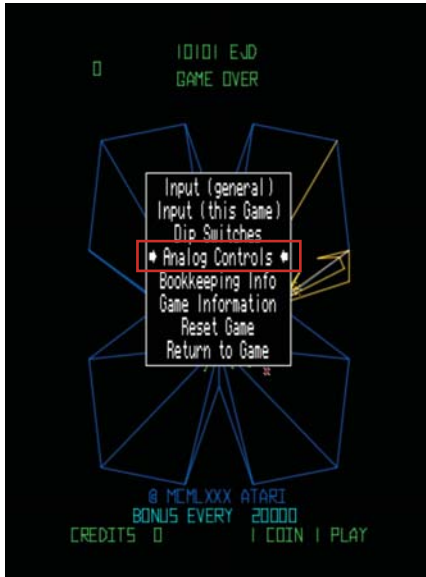 10101 EJD
0
GAME OVER
Input (general)
Input (this Game)
Dip Switches
Analog Controls
Bookkeeping Info
Game Information
Reset Game
Return to Game
@ MCMLXXX ATARI
BONUS EVERY 20000
CREDITS 0 1 COIN 1 PLAY